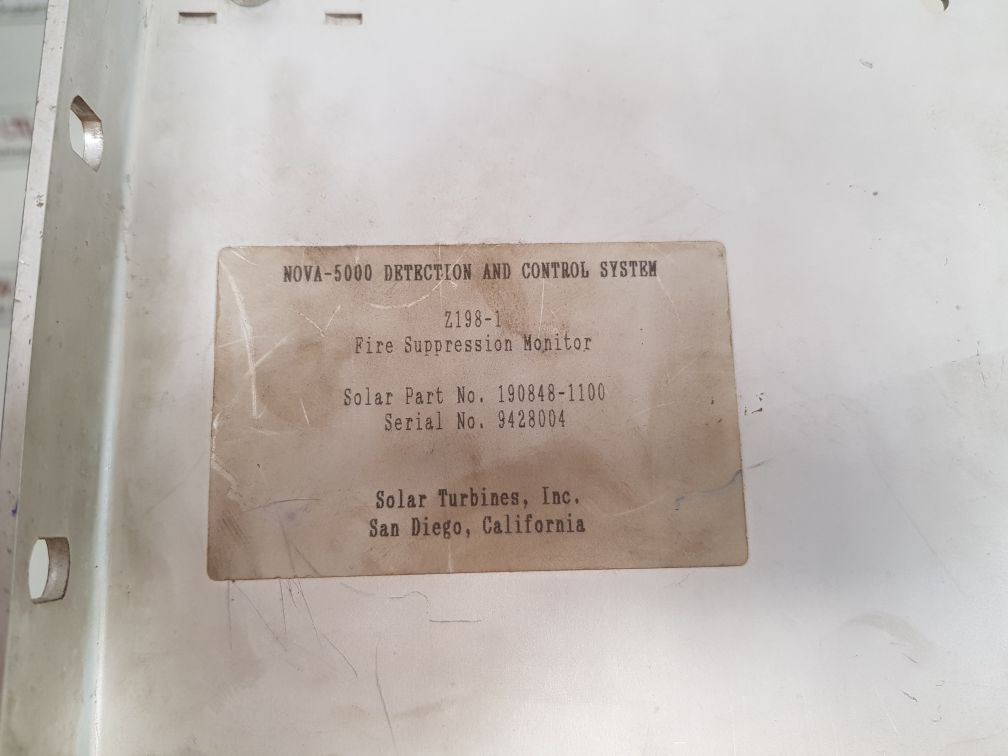 NOVA-5000 DETECTION AND CONTROL SYSTEM
Z198-1
Fire Suppression Monitor
Solar Part No. 190848-1100
Serial No. 9428004
Solar Turbines, Inc.
San Diego, California